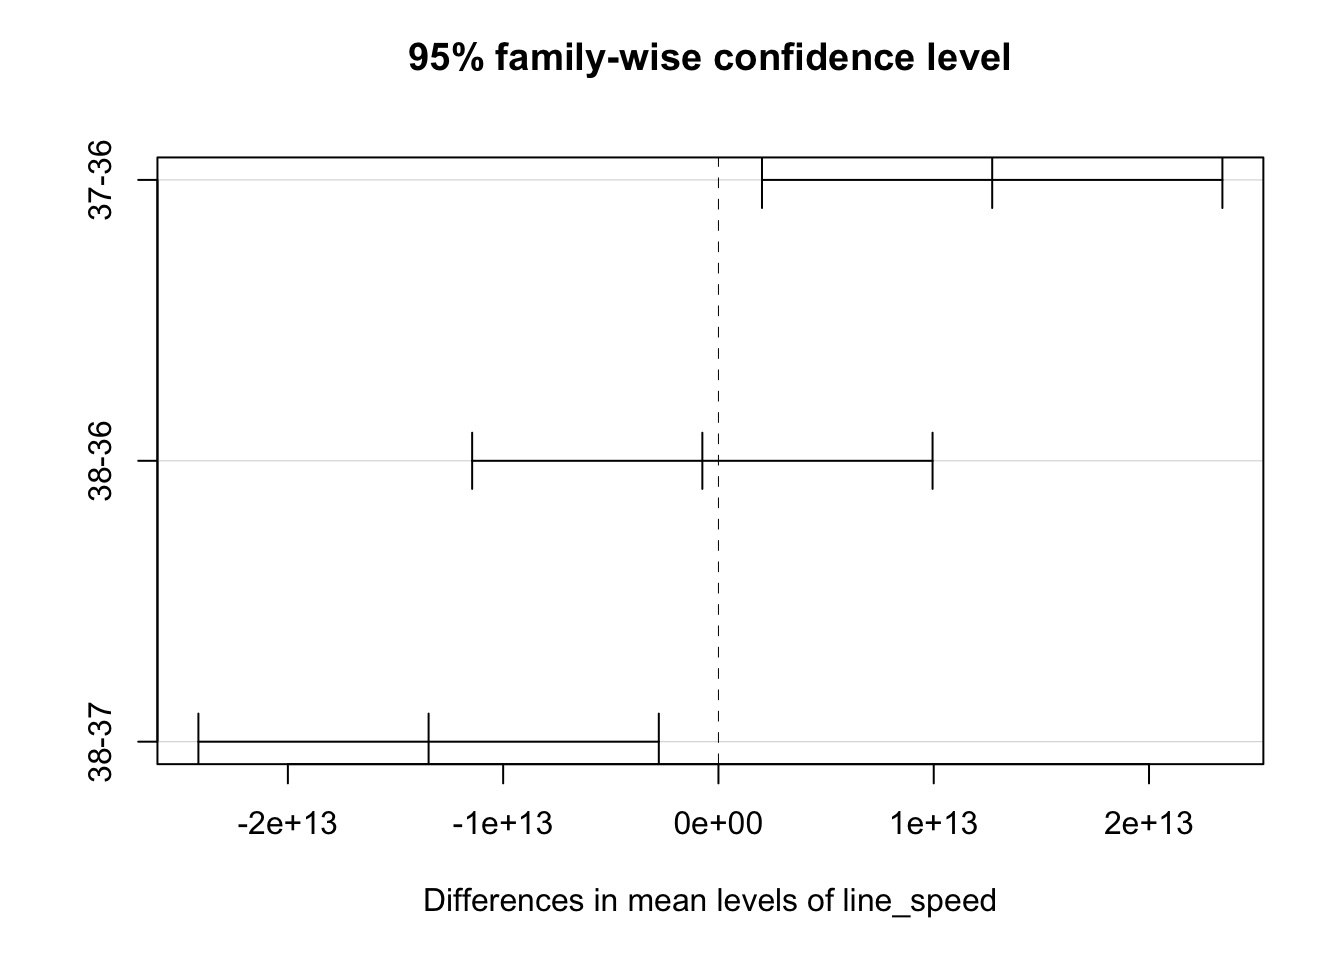 95% family-wise confidence level
37-36
38-36
38-37
-2e+13 -1e+13 0e+00 1e+13 2e+13
Differences in mean levels of line_speed